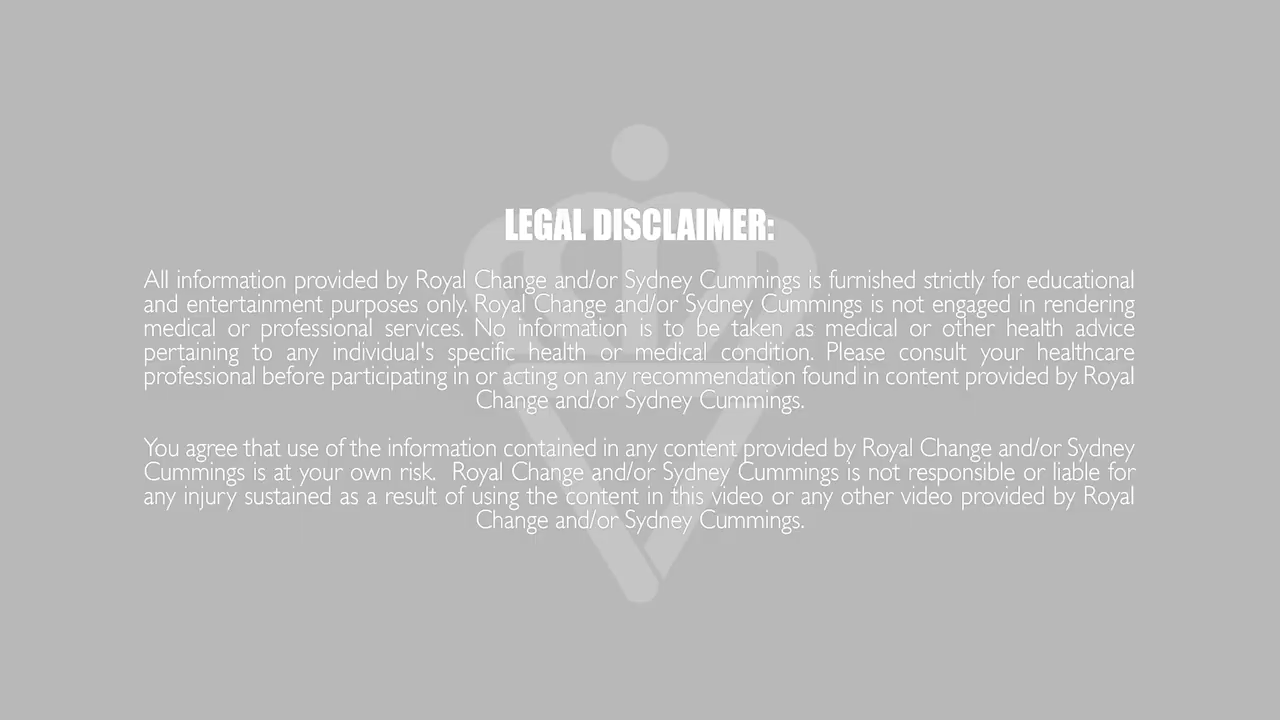 LEGAL DISCLAIMER:
All information provided by Royal Change and/or Sydney Cummings is furnished strictly for educational
and entertainment purposes only. Royal Change and/or Sydney Cummings is not engaged in rendering
medical or professional services. No information is to be taken as medical or other health advice
pertaining to any individual's specific health or medical condition. Please consult your healthcare
professional before participating in or acting on any recommendation found in content provided by Royal
Change and/or Sydney Cummings.
You agree that use of the information contained in any content provided by Royal Change and/or Sydney
Cummings is at your own risk.  Royal Change and/or Sydney Cummings is not responsible or liable for
any injury sustained as a result of using the content in this video or any other video provided by Royal
Change and/or Sydney Cummings.